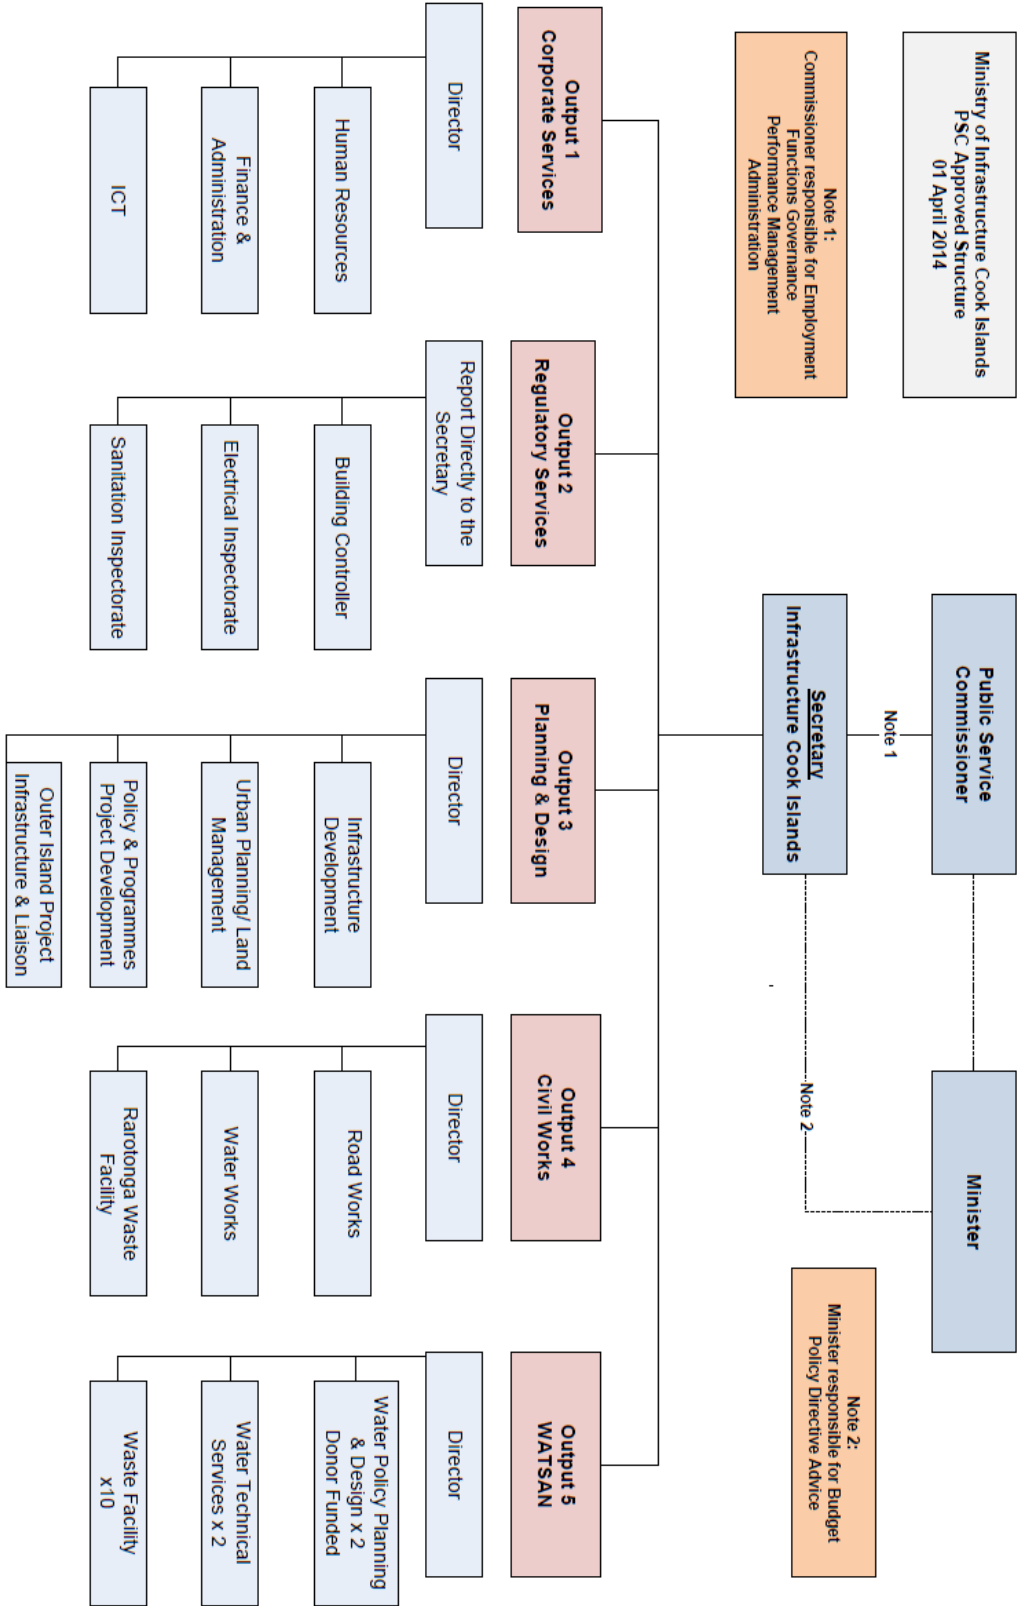 Ministry of Infrastructure Cook Islands
PSC Approved Structure
01 April 2014
Public Service
Commissioner
Minister
Note 1:
Commissioner responsible for Employment
Functions Governance
Performance Management
Administration
Note 1
Secretary
Infrastructure Cook Islands
Note 2
Note 2:
Minister responsible for Budget
Policy Directive Advice
Output 1
Corporate Services
Director
Human Resources
Finance &
Administration
ICT
Output 2
Regulatory Services
Report Directly to the
Secretary
Building Controller
Electrical Inspectorate
Sanitation Inspectorate
Output 3
Planning & Design
Director
Infrastructure
Development
Urban Planning/ Land
Management
Policy & Programmes
Project Development
Outer Island Project
Infrastructure & Liaison
Output 4
Civil Works
Director
Road Works
Water Works
Rarotonga Waste
Facility
Output 5
WATSAN
Director
Water Policy Planning
& Design x 2
Donor Funded
Water Technical
Services x 2
Waste Facility
x10